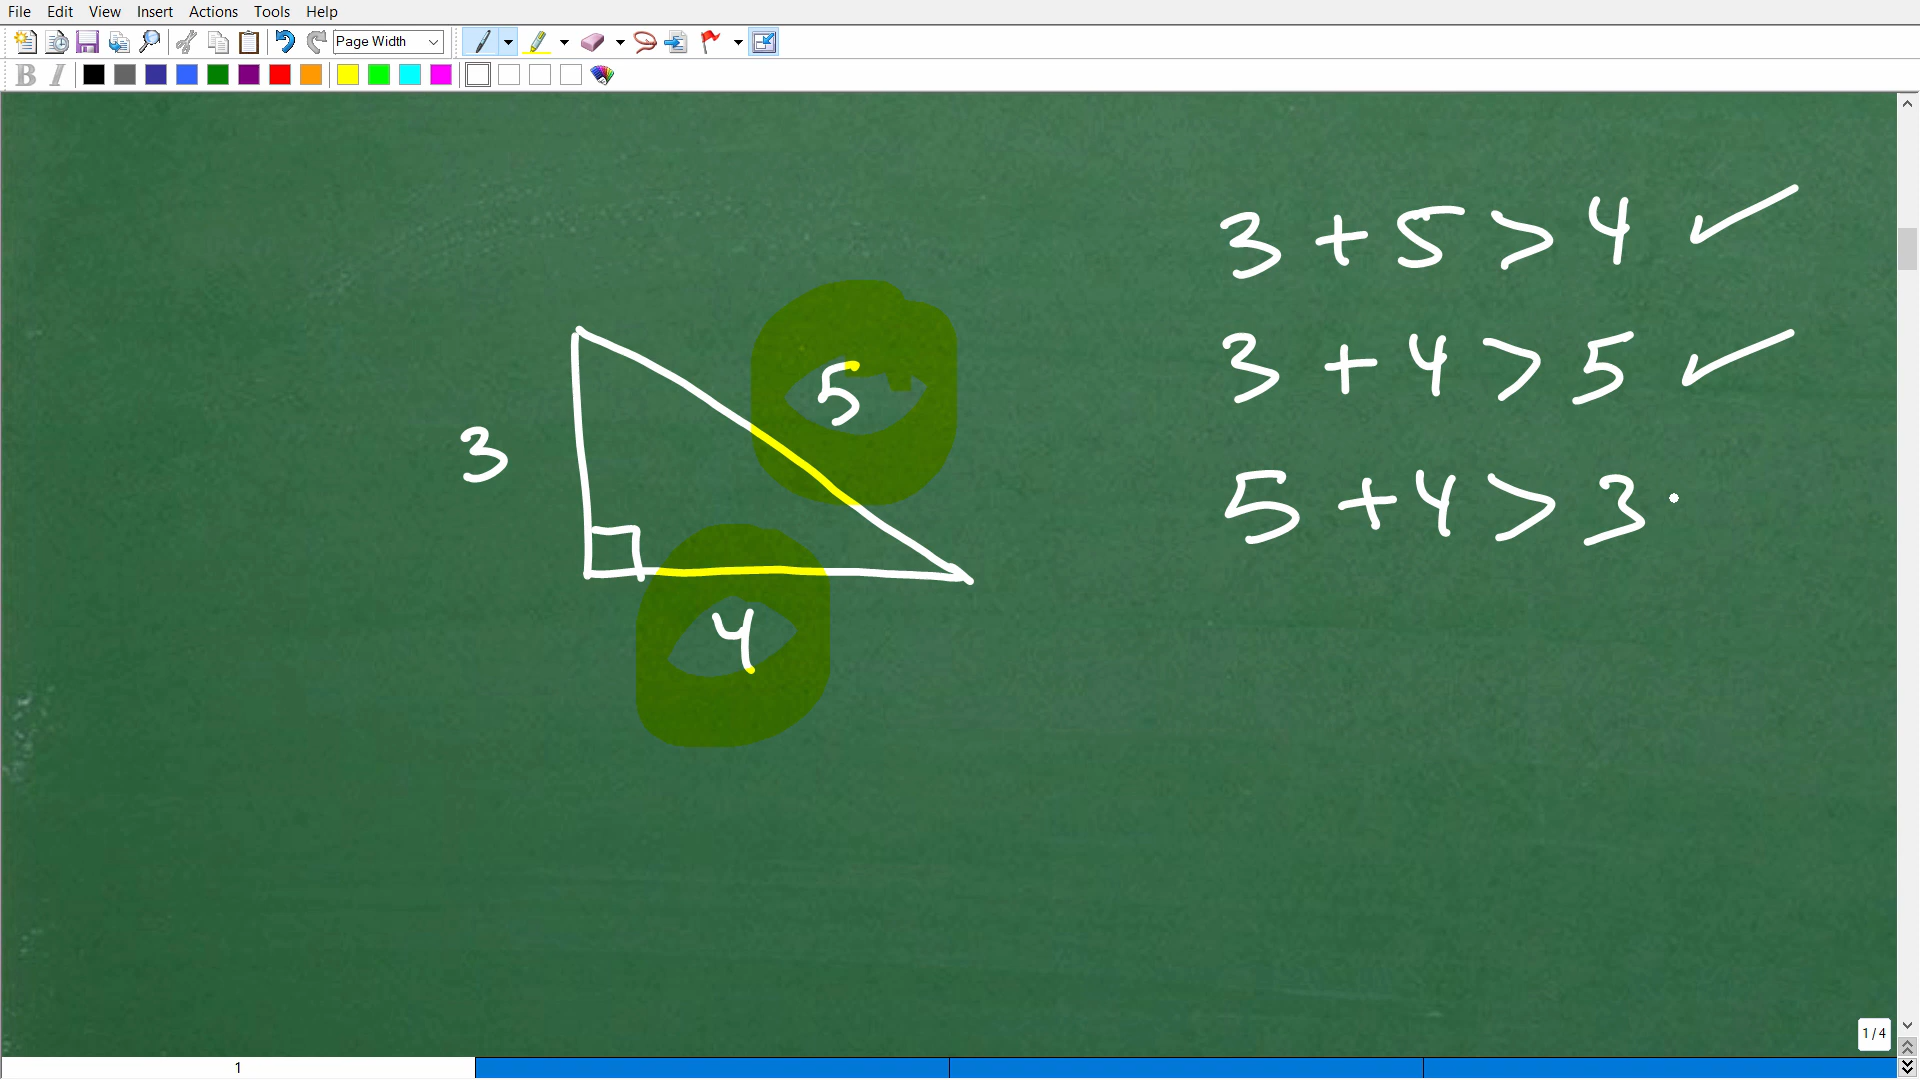 File Edit View Insert Actions Tools Help
Page Width
B I
3 + 5 > 4 ✓
3 + 4 > 5 ✓
5 + 4 > 3
5
3
4
1 / 4
1